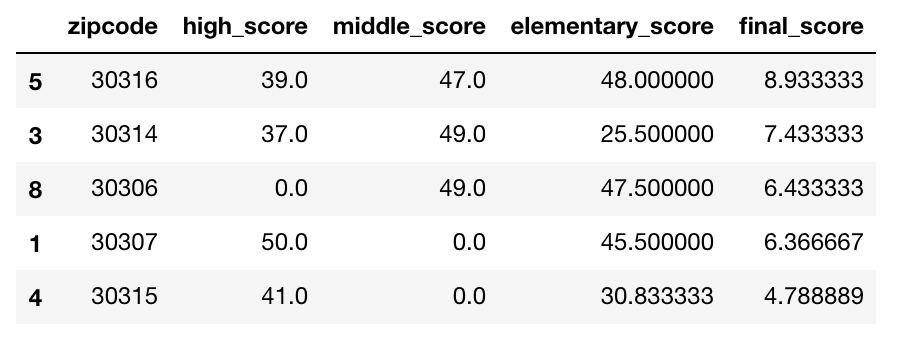 zipcode high_score middle_score elementary_score final_score
5 30316 39.0 47.0 48.000000 8.933333
3 30314 37.0 49.0 25.500000 7.433333
8 30306 0.0 49.0 47.500000 6.433333
1 30307 50.0 0.0 45.500000 6.366667
4 30315 41.0 0.0 30.833333 4.788889